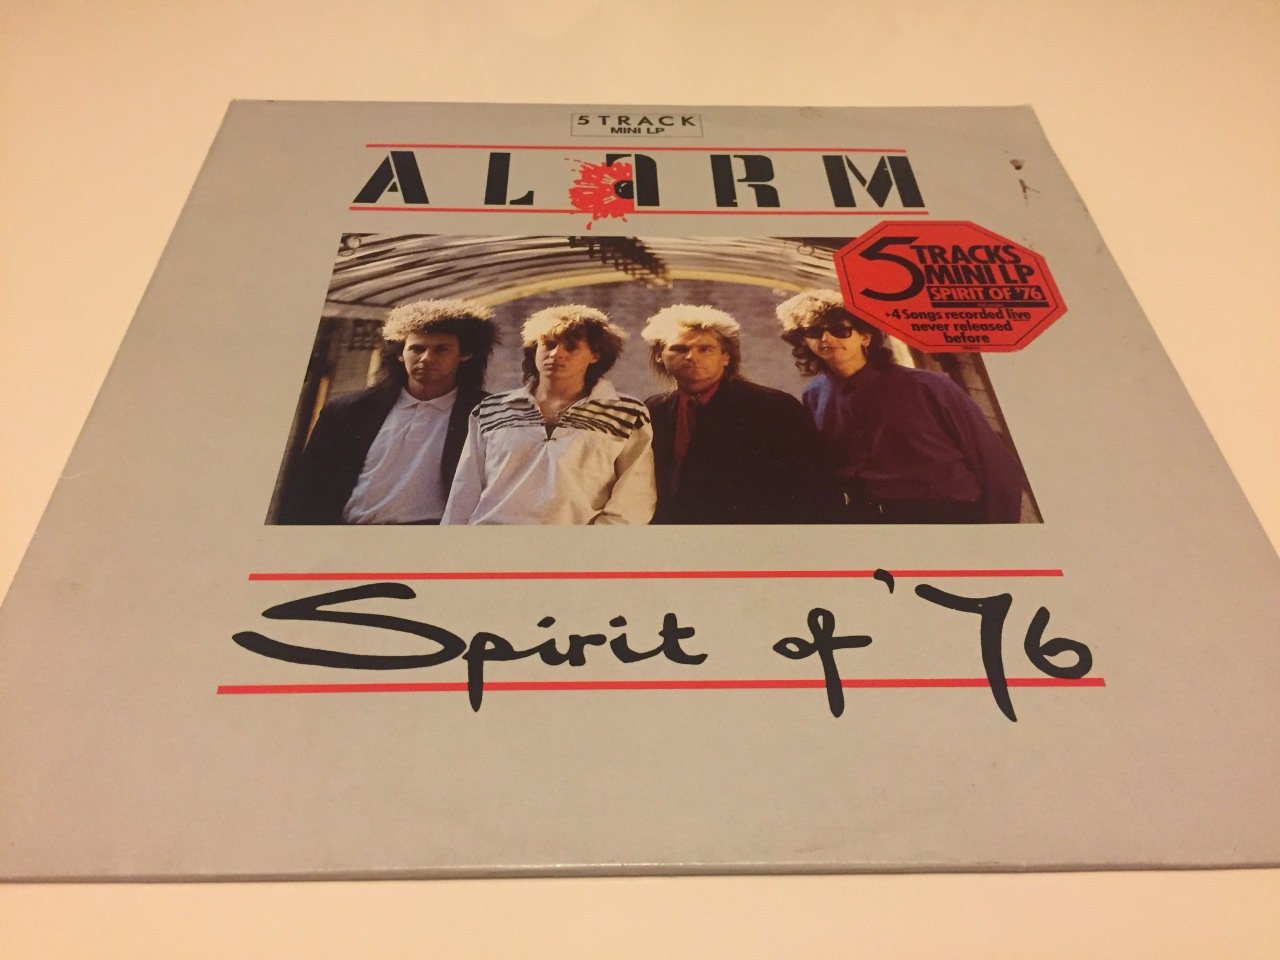 5 TRACK
MINI LP
ALARM
5 TRACKS
MINI LP
SPIRIT OF '76
+4 Songs recorded live
never released
before
Spirit of '76